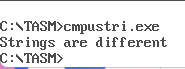 C:\TASM>cmpustri.exe
Strings are different
C:\TASM>